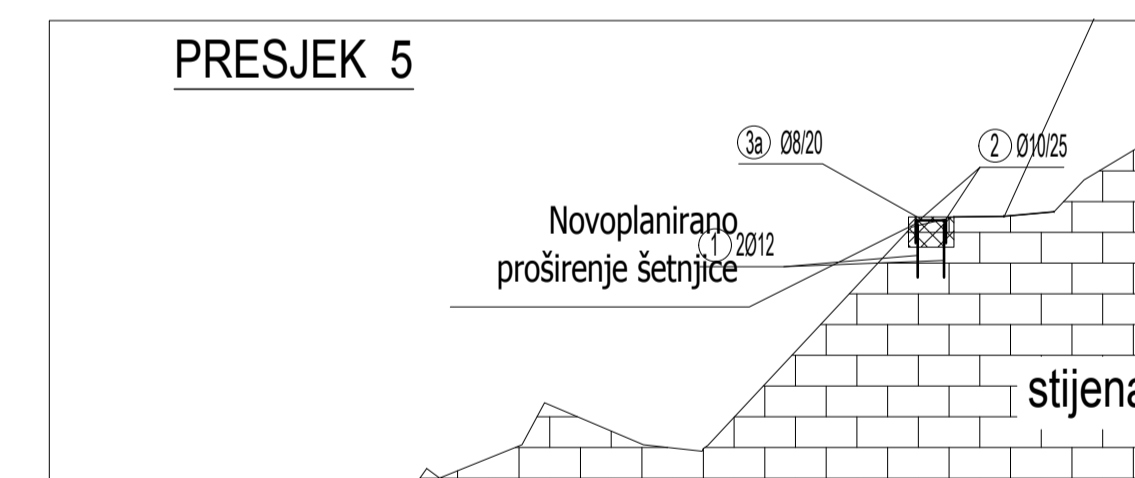 PRESJEK 5
3a Ø8/20
2 Ø10/25
Novoplanirano
1 2Ø12
proširenje šetnjice
stijena